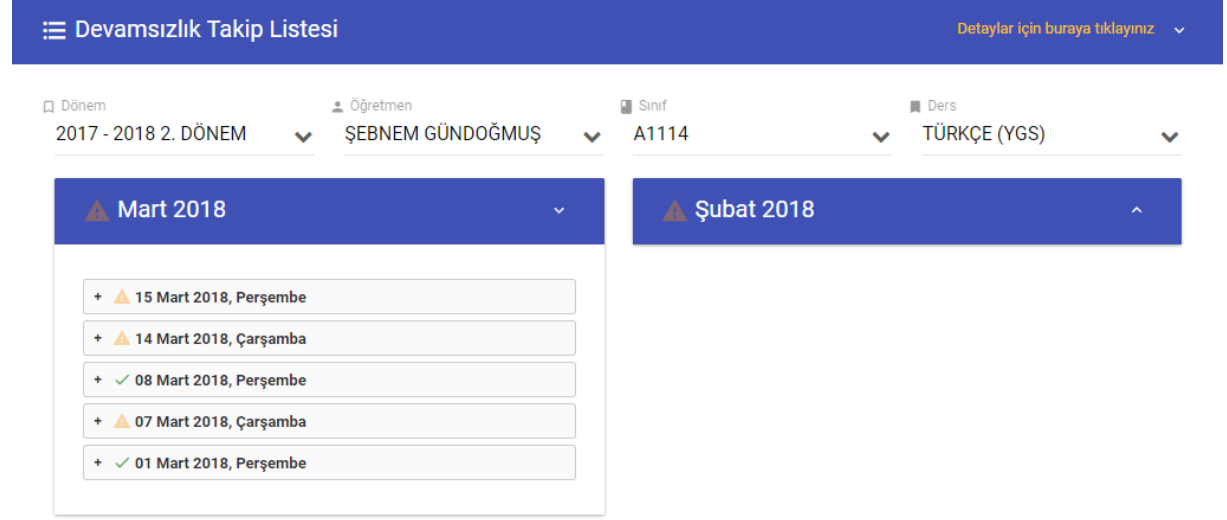 Devamsızlık Takip Listesi
Detaylar için buraya tıklayınız
Dönem
2017 - 2018 2. DÖNEM
Öğretmen
ŞEBNEM GÜNDOĞMUŞ
Sınıf
A1114
Ders
TÜRKÇE (YGS)
Mart 2018
+ 15 Mart 2018, Perşembe
+ 14 Mart 2018, Çarşamba
+ 08 Mart 2018, Perşembe
+ 07 Mart 2018, Çarşamba
+ 01 Mart 2018, Perşembe
Şubat 2018